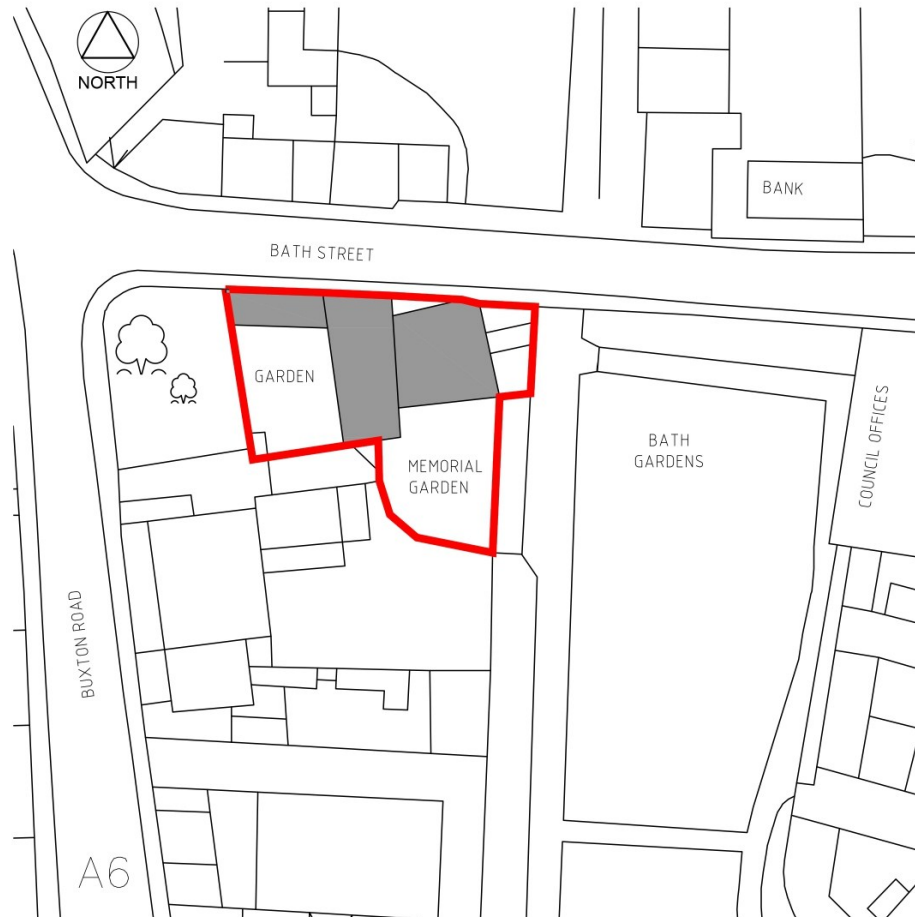 NORTH
BANK
BATH STREET
GARDEN
MEMORIAL
GARDEN
BATH
GARDENS
COUNCIL OFFICES
BUXTON ROAD
A6